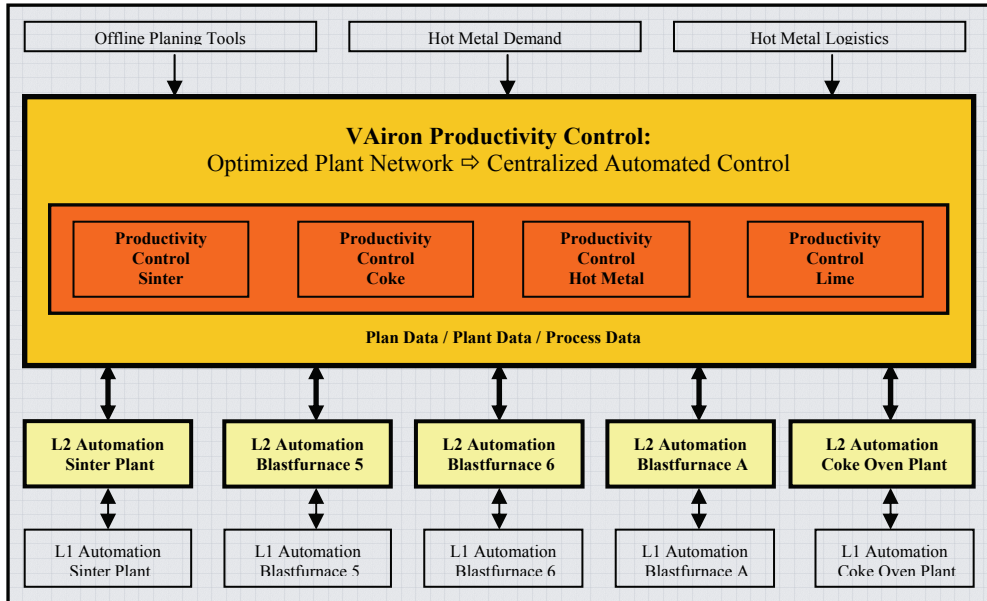 Offline Planing Tools
Hot Metal Demand
Hot Metal Logistics
VAiron Productivity Control:
Optimized Plant Network ⇨ Centralized Automated Control
Productivity
Control
Sinter
Productivity
Control
Coke
Productivity
Control
Hot Metal
Productivity
Control
Lime
Plan Data / Plant Data / Process Data
L2 Automation
Sinter Plant
L2 Automation
Blastfurnace 5
L2 Automation
Blastfurnace 6
L2 Automation
Blastfurnace A
L2 Automation
Coke Oven Plant
L1 Automation
Sinter Plant
L1 Automation
Blastfurnace 5
L1 Automation
Blastfurnace 6
L1 Automation
Blastfurnace A
L1 Automation
Coke Oven Plant